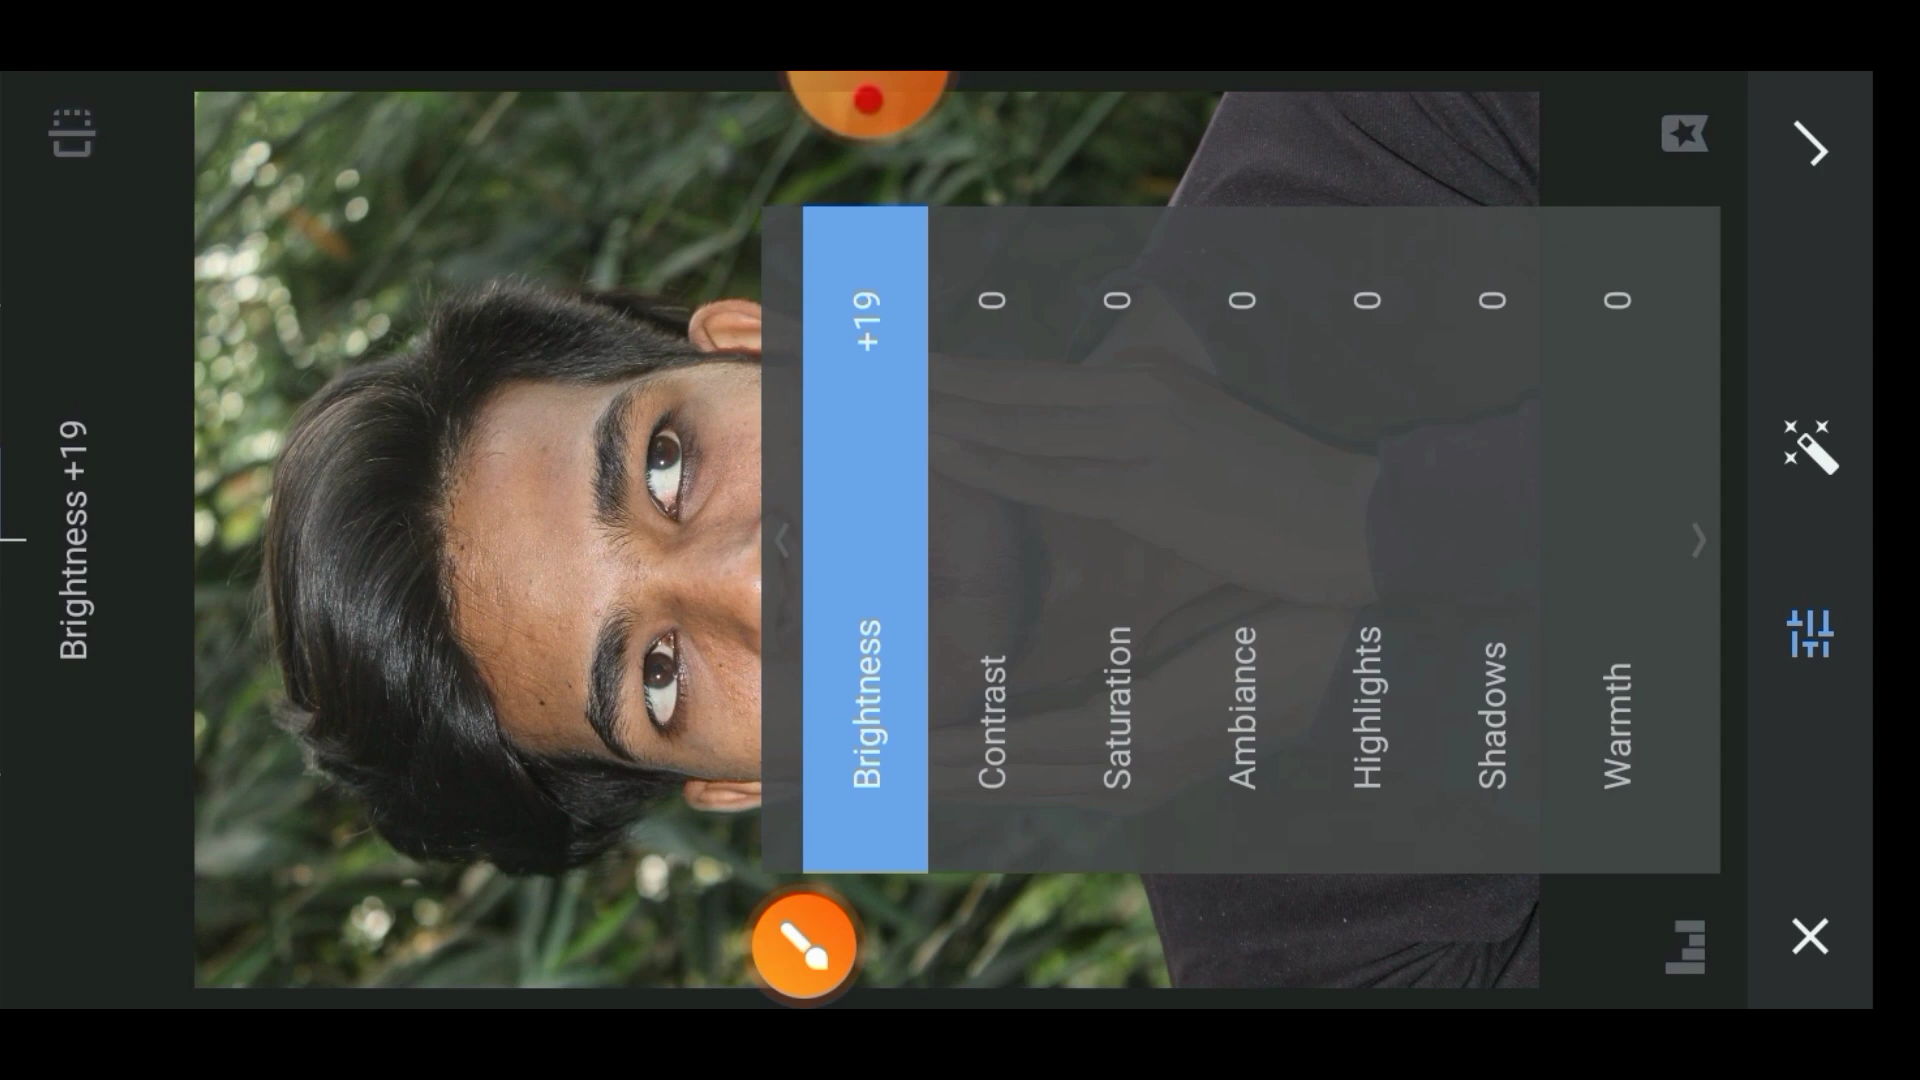 Brightness +19
Brightness +19
Contrast 0
Saturation 0
Ambiance 0
Highlights 0
Shadows 0
Warmth 0